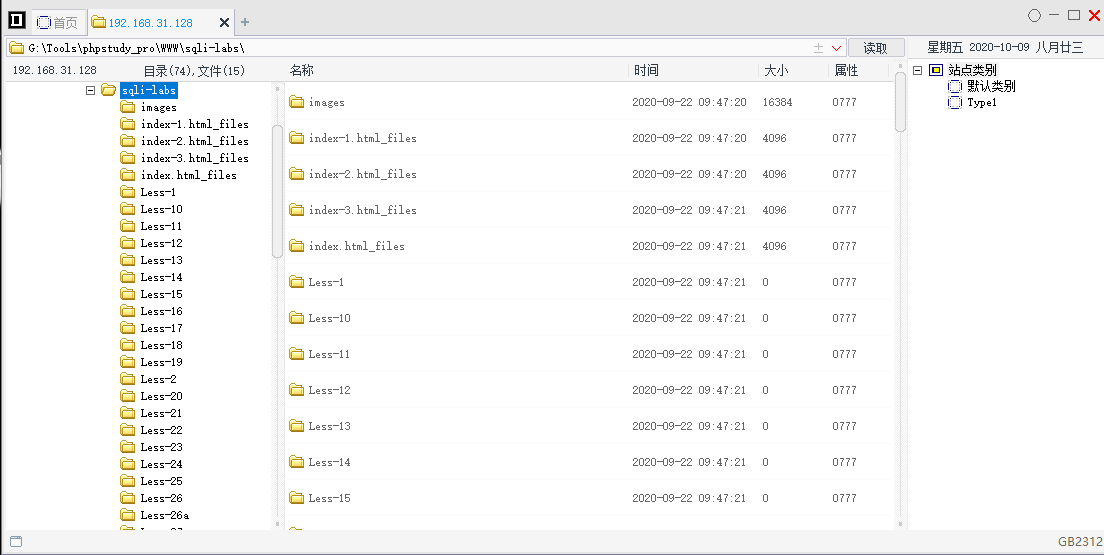 首页
192.168.31.128
G:\Tools\phpstudy_pro\WWW\sqli-labs\
读取
星期五 2020-10-09 八月廿三
192.168.31.128 目录(74),文件(15)
名称 时间 大小 属性
sqli-labs
images
index-1.html_files
index-2.html_files
index-3.html_files
index.html_files
Less-1
Less-10
Less-11
Less-12
Less-13
Less-14
Less-15
Less-16
Less-17
Less-18
Less-19
Less-2
Less-20
Less-21
Less-22
Less-23
Less-24
Less-25
Less-26
Less-26a
images 2020-09-22 09:47:20 16384 0777
index-1.html_files 2020-09-22 09:47:20 4096 0777
index-2.html_files 2020-09-22 09:47:20 4096 0777
index-3.html_files 2020-09-22 09:47:21 4096 0777
index.html_files 2020-09-22 09:47:21 4096 0777
Less-1 2020-09-22 09:47:21 0 0777
Less-10 2020-09-22 09:47:21 0 0777
Less-11 2020-09-22 09:47:21 0 0777
Less-12 2020-09-22 09:47:21 0 0777
Less-13 2020-09-22 09:47:21 0 0777
Less-14 2020-09-22 09:47:21 0 0777
Less-15 2020-09-22 09:47:21 0 0777
站点类别
默认类别
Type1
GB2312